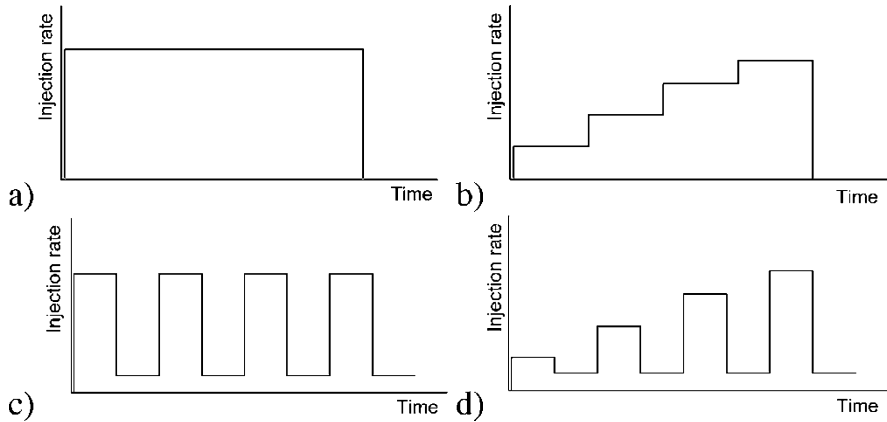 Injection rate
Time
a)
Injection rate
Time
b)
Injection rate
Time
c)
Injection rate
Time
d)